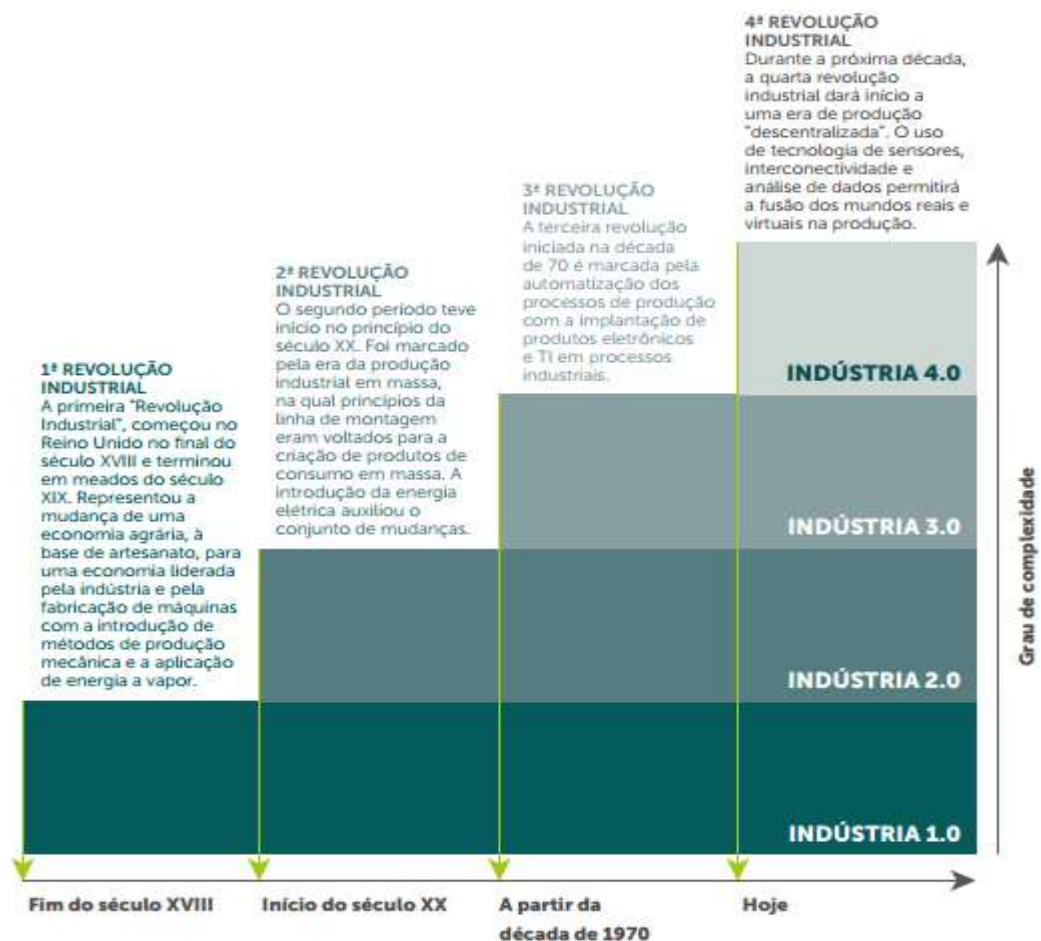 1ª REVOLUÇÃO
INDUSTRIAL
A primeira "Revolução
Industrial", começou no
Reino Unido no final do
século XVIII e terminou
em meados do século
XIX. Representou a
mudança de uma
economia agrária, à
base de artesanato, para
uma economia liderada
pela indústria e pela
fabricação de máquinas
com a introdução de
métodos de produção
mecânica e a aplicação
de energia a vapor.
2ª REVOLUÇÃO
INDUSTRIAL
O segundo período teve
início no princípio do
século XX. Foi marcado
pela era da produção
industrial em massa,
na qual princípios da
linha de montagem
eram voltados para a
criação de produtos de
consumo em massa. A
introdução da energia
elétrica auxiliou o
conjunto de mudanças.
3ª REVOLUÇÃO
INDUSTRIAL
A terceira revolução
iniciada na década
de 70 é marcada pela
automatização dos
processos de produção
com a implantação de
produtos eletrônicos
e TI em processos
industriais.
4ª REVOLUÇÃO
INDUSTRIAL
Durante a próxima década,
a quarta revolução
industrial dará início a
uma era de produção
"descentralizada". O uso
de tecnologia de sensores,
interconectividade e
análise de dados permitirá
a fusão dos mundos reais e
virtuais na produção.
INDÚSTRIA 4.0
INDÚSTRIA 3.0
INDÚSTRIA 2.0
INDÚSTRIA 1.0
Grau de complexidade
Fim do século XVIII
Início do século XX
A partir da
década de 1970
Hoje